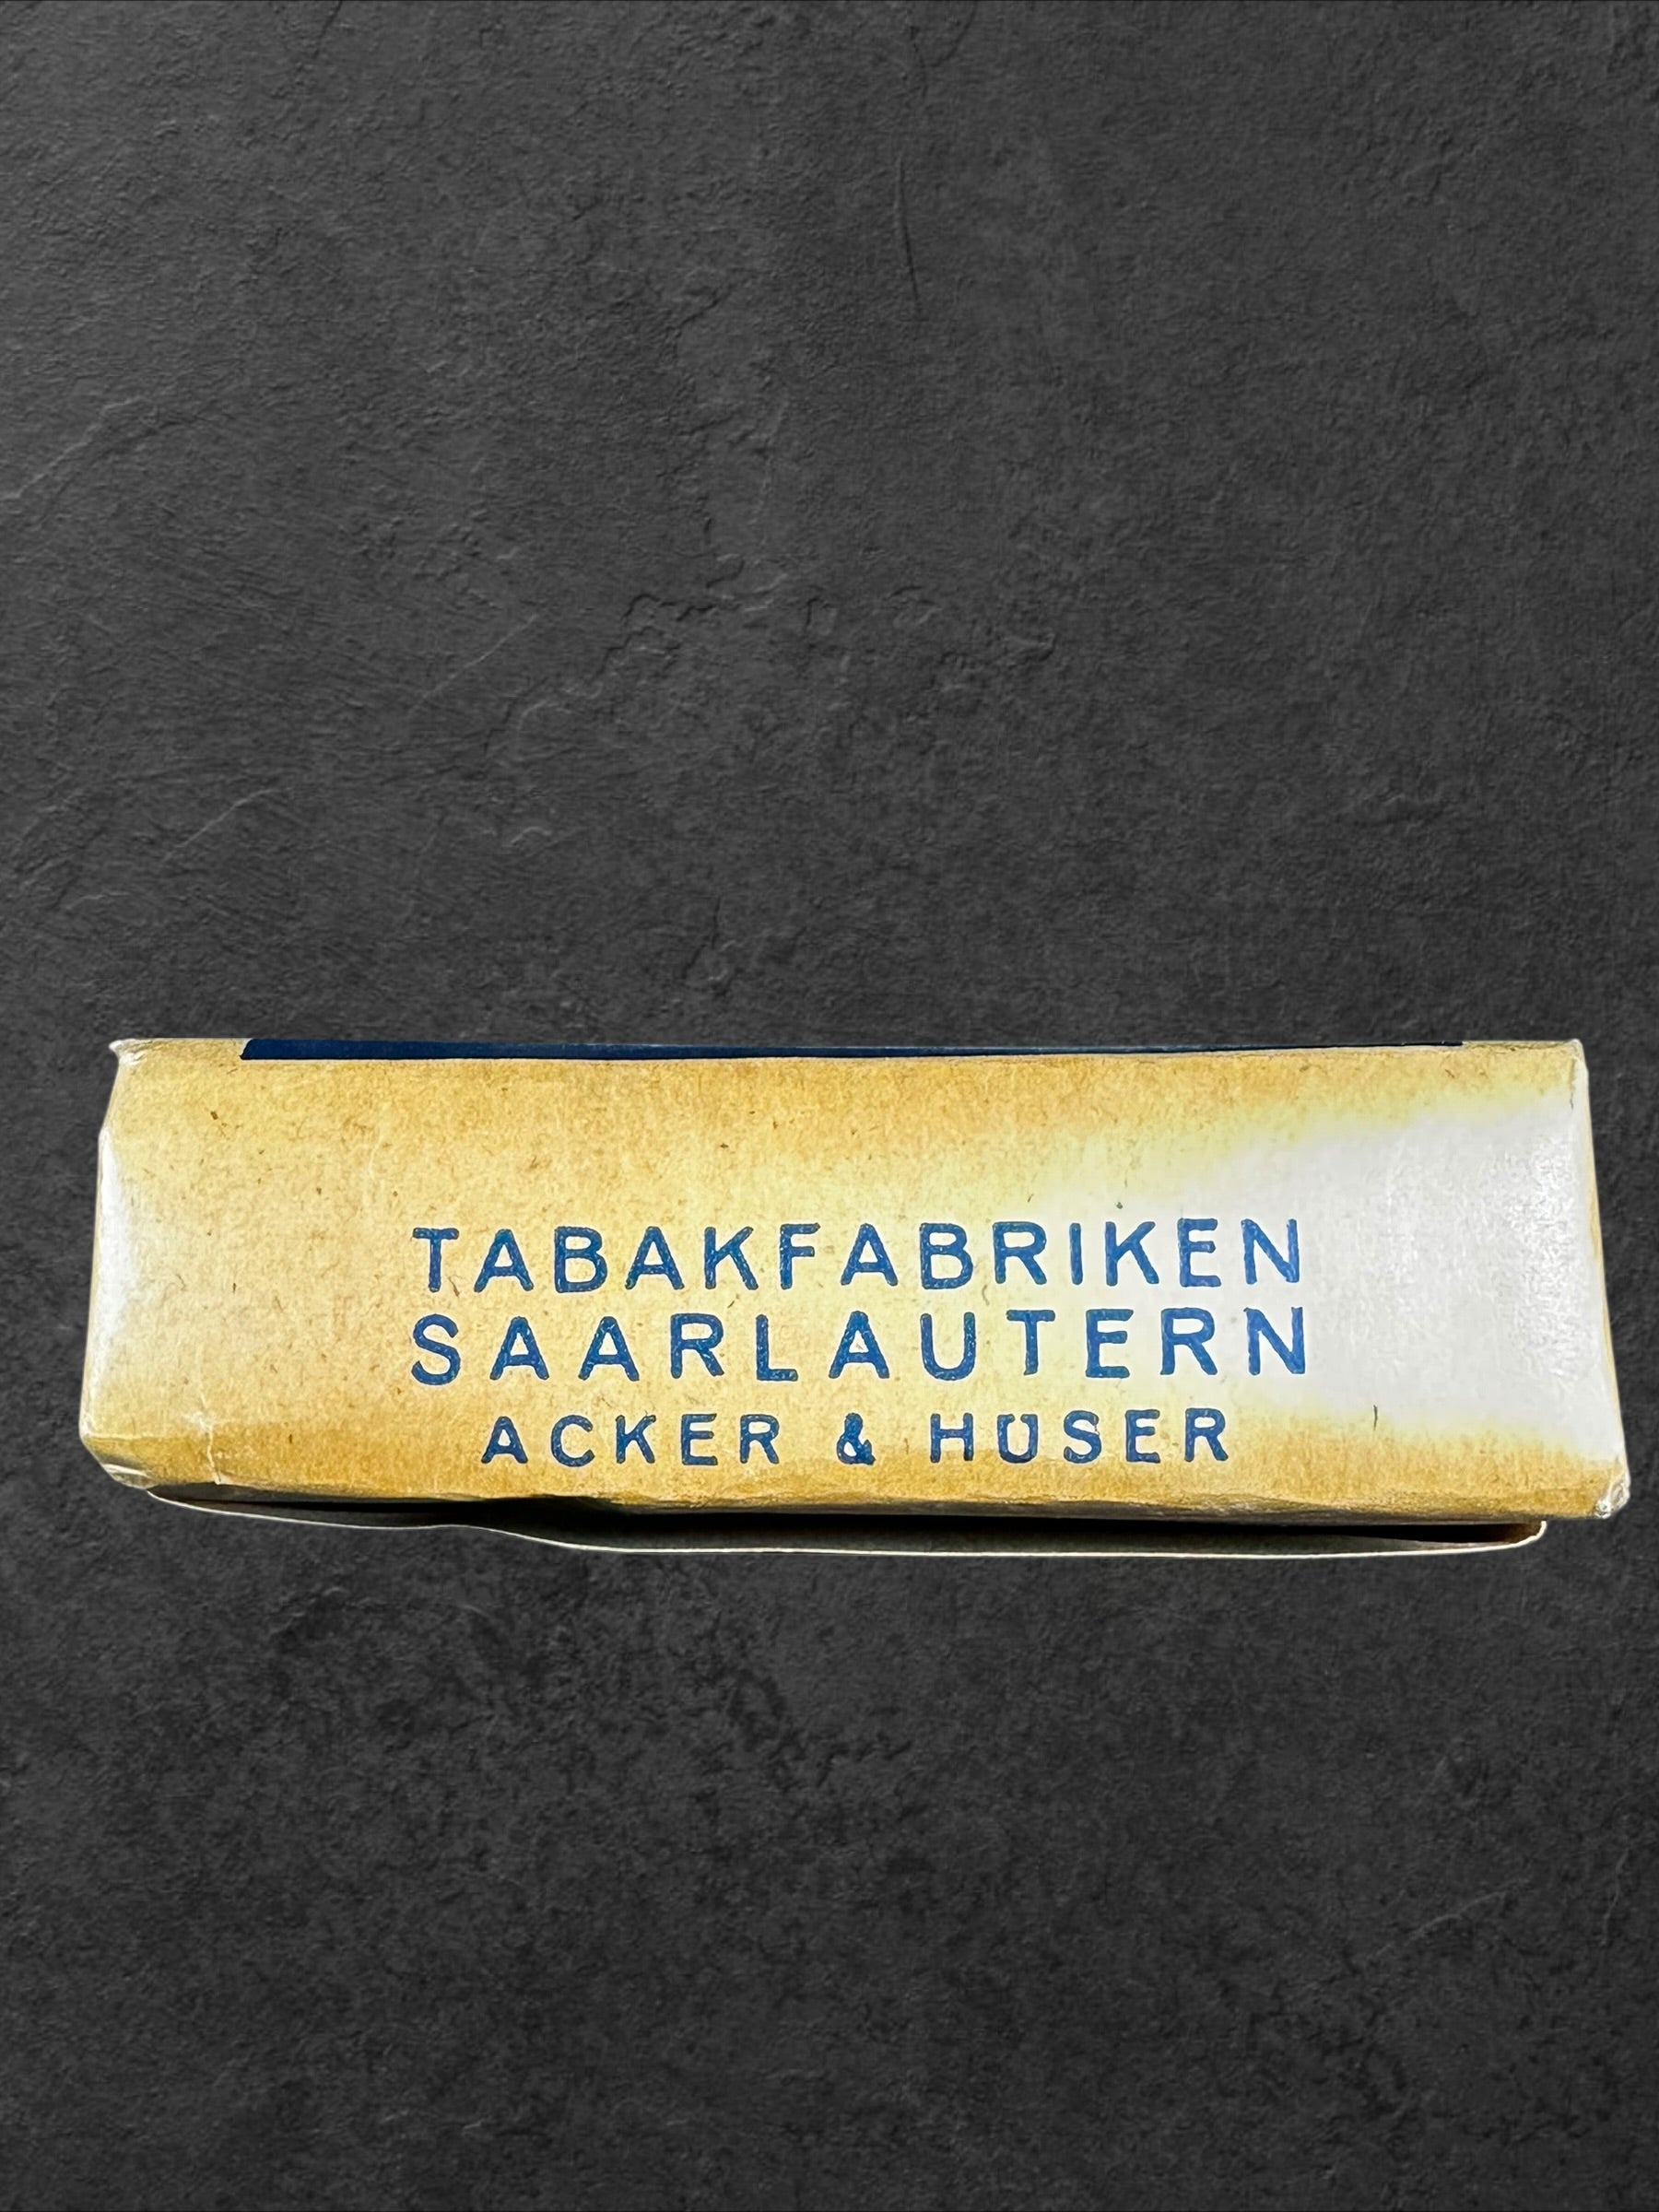 TABAKFABRIKEN
SAARLAUTERN
ACKER & HÜSER